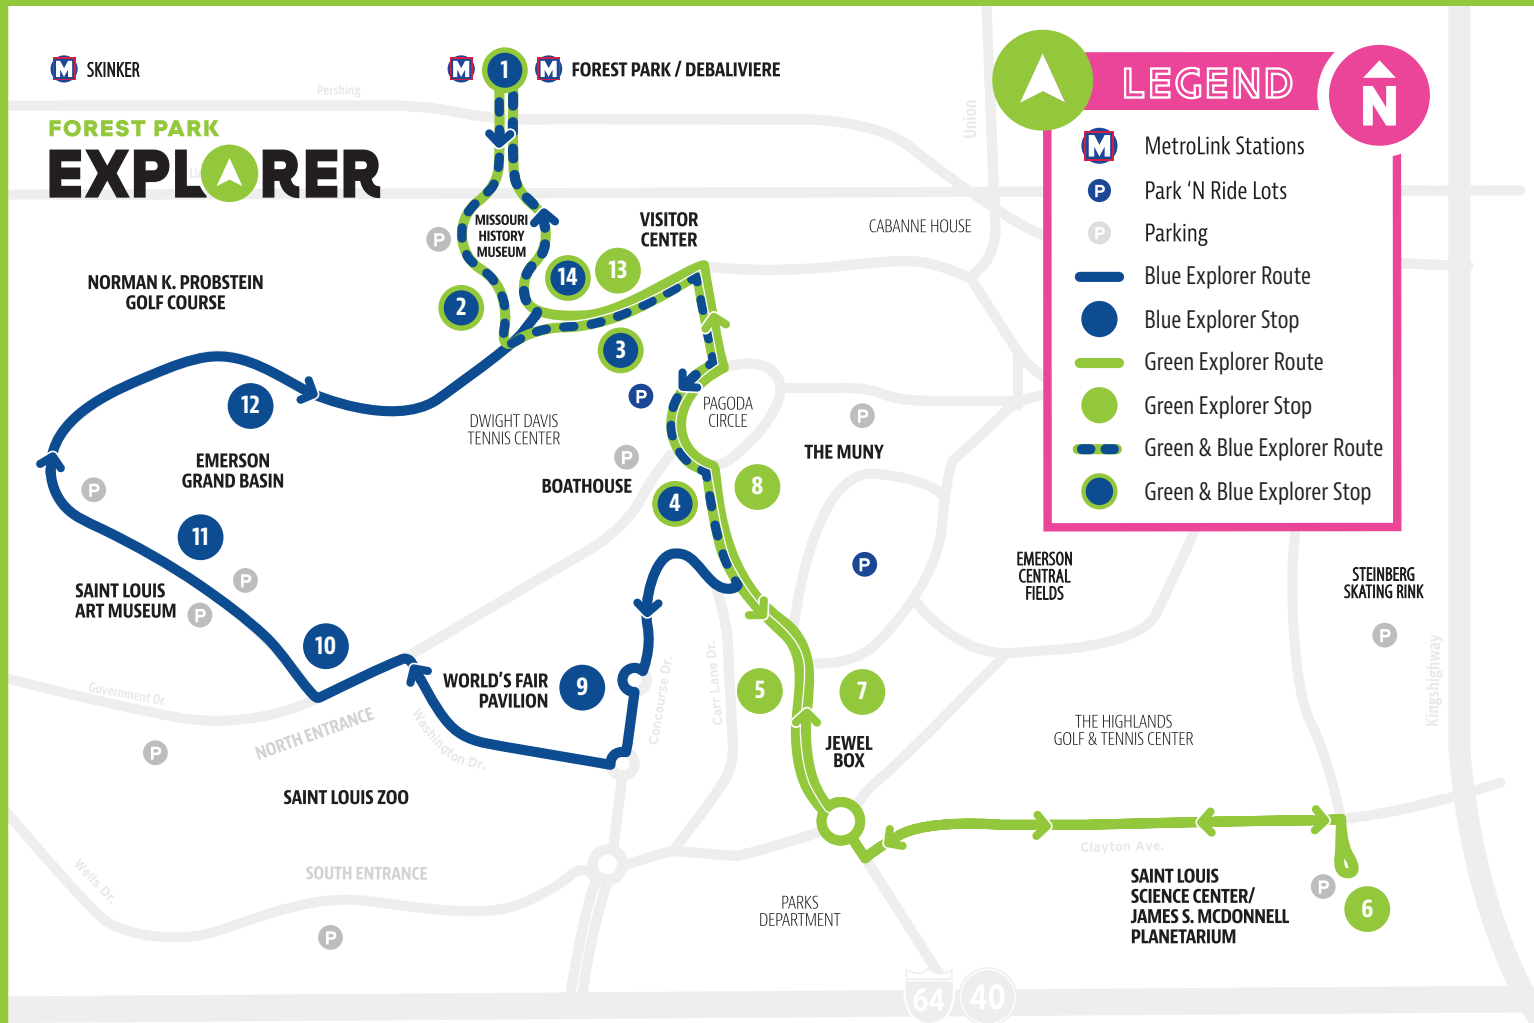 SKINKER
1
FOREST PARK / DEBALIVIERE
Pershing
FOREST PARK
EXPLORER
Union
LEGEND
N
MetroLink Stations
P
Park 'N Ride Lots
P
Parking
Blue Explorer Route
Blue Explorer Stop
Green Explorer Route
Green Explorer Stop
Green & Blue Explorer Route
Green & Blue Explorer Stop
MISSOURI
HISTORY
MUSEUM
P
VISITOR
CENTER
CABANNE HOUSE
14
13
2
3
NORMAN K. PROBSTEIN
GOLF COURSE
12
P
PAGODA
CIRCLE
P
DWIGHT DAVIS
TENNIS CENTER
THE MUNY
EMERSON
GRAND BASIN
P
P
BOATHOUSE
4
8
11
P
EMERSON
CENTRAL
FIELDS
STEINBERG
SKATING RINK
P
P
SAINT LOUIS
ART MUSEUM
P
10
Kingshighway
WORLD'S FAIR
PAVILION
9
5
7
Concourse Dr.
Carr Lane Dr.
Government Dr.
NORTH ENTRANCE
Washington Dr.
P
THE HIGHLANDS
GOLF & TENNIS CENTER
JEWEL
BOX
SAINT LOUIS ZOO
Clayton Ave.
Wells Dr.
SOUTH ENTRANCE
P
SAINT LOUIS
SCIENCE CENTER/
JAMES S. MCDONNELL
PLANETARIUM
P
6
PARKS
DEPARTMENT
64
40